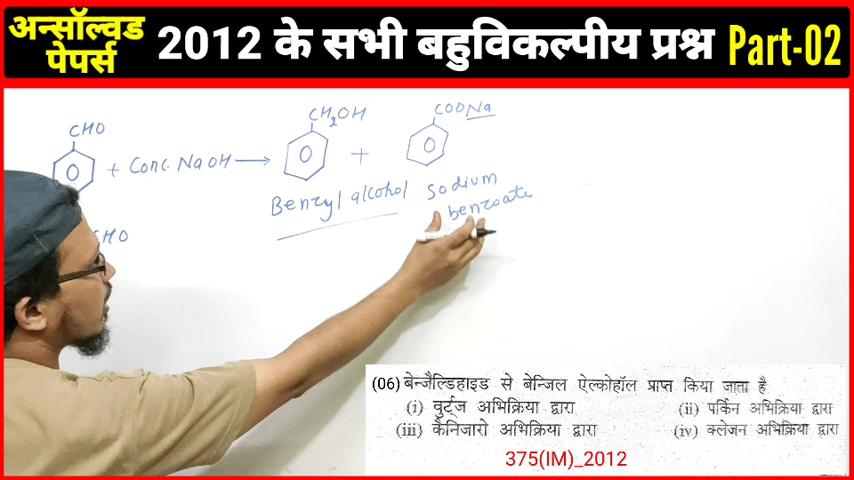 अन्सॉल्वड
पेपर्स
2012 के सभी बहुविकल्पीय प्रश्न Part-02
CHO
+ Conc. NaOH →
CH2OH
+
COONa
Benzyl alcohol
sodium
benzoate
CHO
(06) बेन्जैल्डिहाइड से बेन्जिल ऐल्कोहॉल प्राप्त किया जाता है
(i) वुर्ट्ज अभिक्रिया द्वारा (ii) पर्किन अभिक्रिया द्वारा
(iii) कैनिजारो अभिक्रिया द्वारा (iv) क्लेजन अभिक्रिया द्वारा
375(IM)_2012